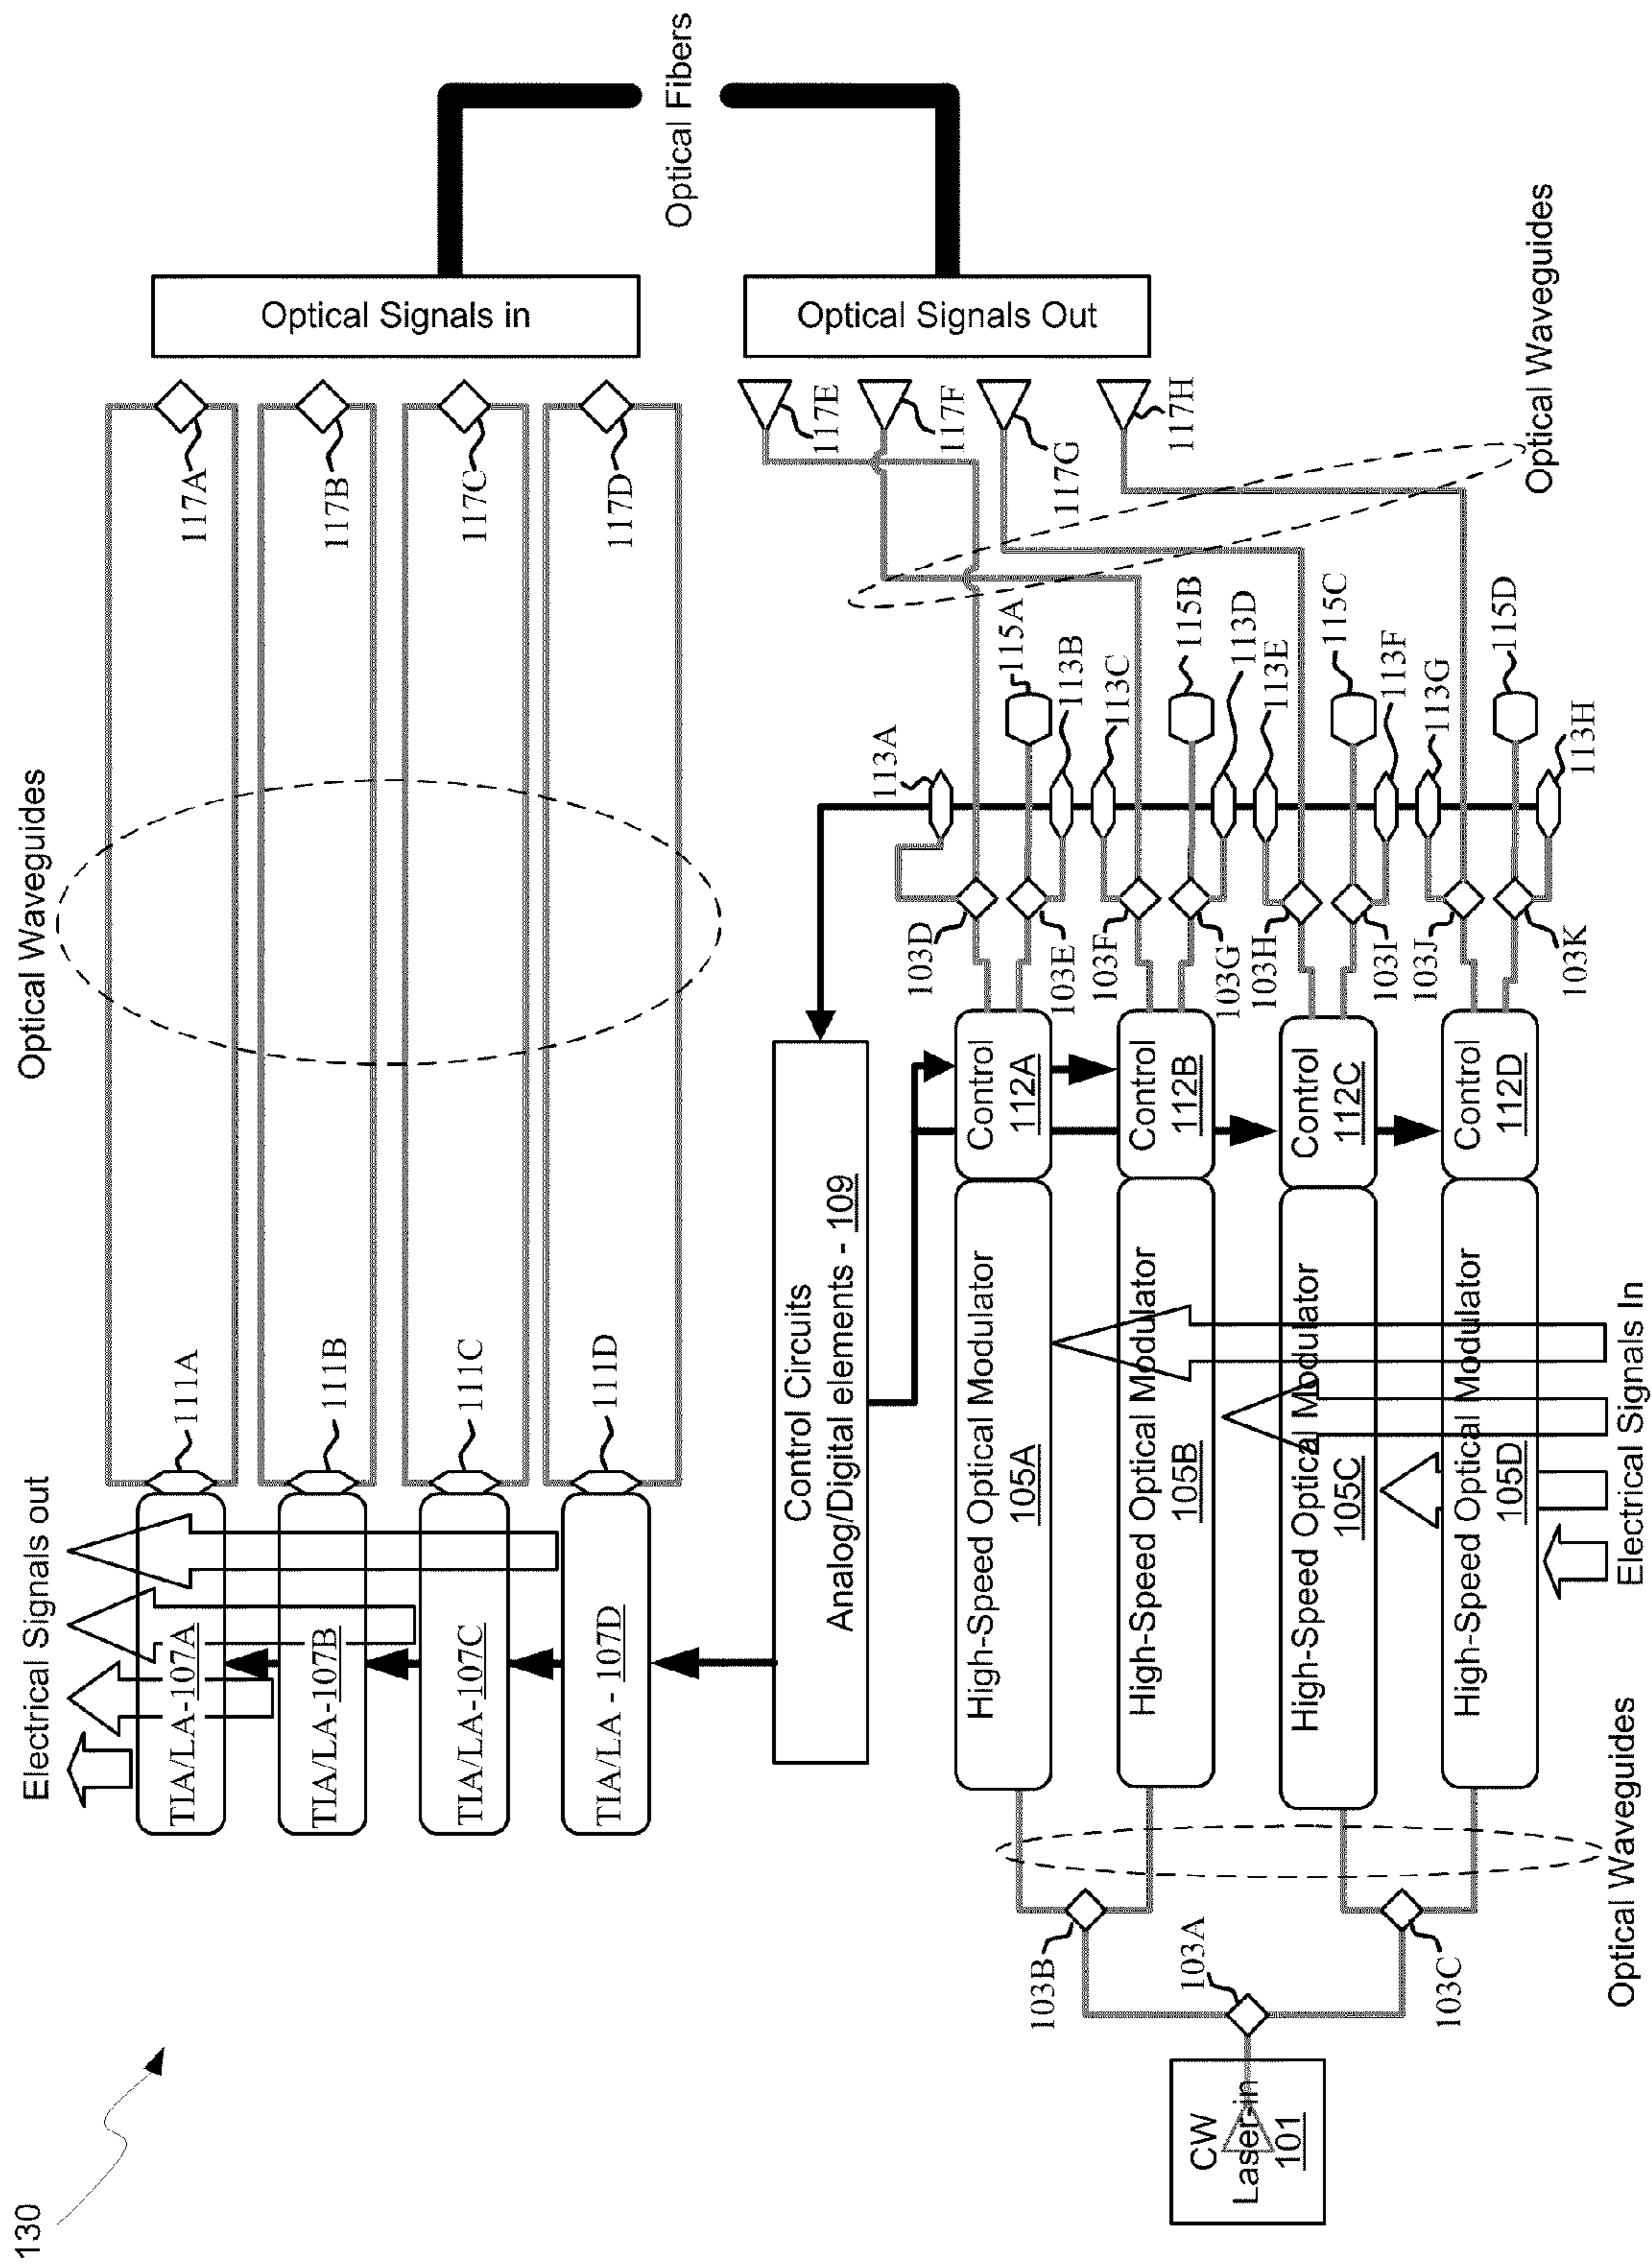 130
Electrical Signals out
TIA/LA-107A
TIA/LA-107B
TIA/LA-107C
TIA/LA - 107D
111A
111B
111C
111D
Optical Waveguides
117A
117B
117C
117D
Optical Signals in
Optical Fibers
Optical Signals Out
117E
117F
117G
117H
Optical Waveguides
Control Circuits
Analog/Digital elements - 109
CW
Laser-in
101
103A
103B
103C
Optical Waveguides
High-Speed Optical Modulator
105A
High-Speed Optical Modulator
105B
High-Speed Optical Modulator
105C
High-Speed Optical Modulator
105D
Electrical Signals In
Control
112A
Control
112B
Control
112C
Control
112D
103D
103E
103F
103G
103H
103I
103J
103K
113A
115A
113B
113C
115B
113D
113E
115C
113F
113G
115D
113H